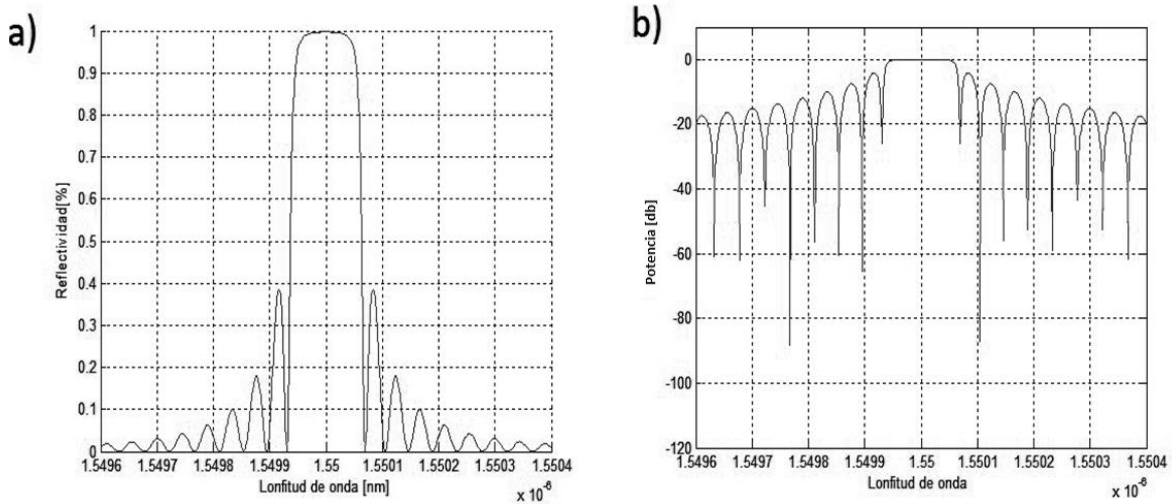 a)
1
0.9
0.8
0.7
0.6
0.5
0.4
0.3
0.2
0.1
0
Reflectividad[%]
1.5496 1.5497 1.5498 1.5499 1.55 1.5501 1.5502 1.5503 1.5504
Lonfitud de onda [nm]
x 10⁻⁶
b)
0
-20
-40
-60
-80
-100
-120
Potencia [db]
1.5496 1.5497 1.5498 1.5499 1.55 1.5501 1.5502 1.5503 1.5504
Lonfitud de onda
x 10⁻⁶